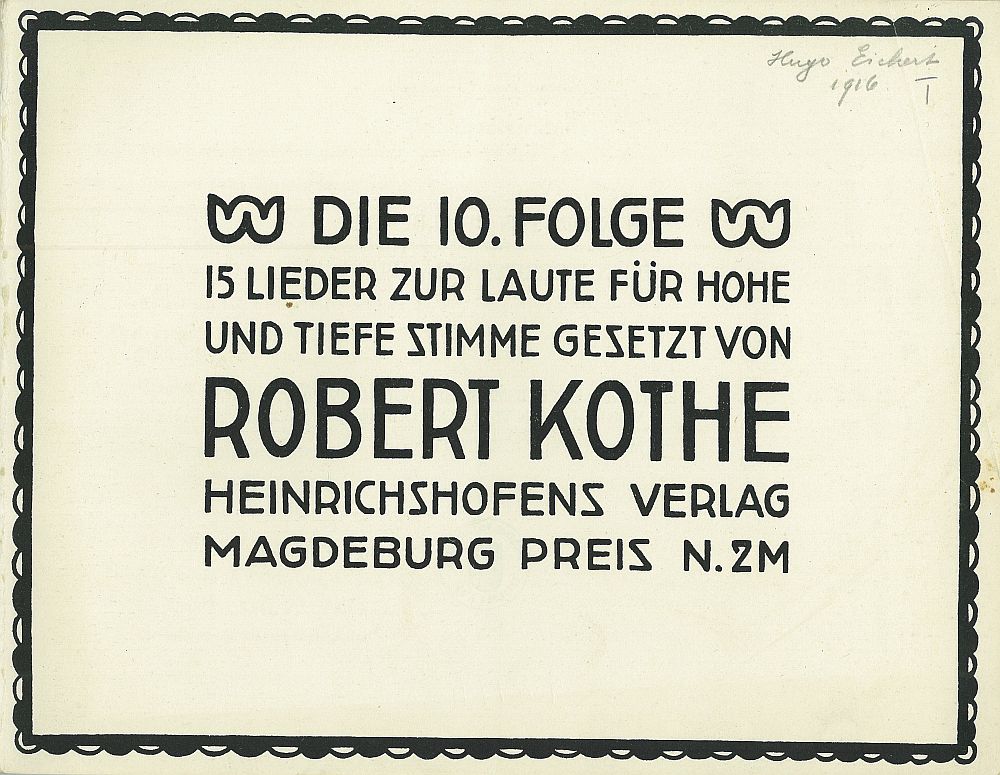 Hugo Eichert
1916 I
DIE 10. FOLGE
15 LIEDER ZUR LAUTE FÜR HOHE
UND TIEFE STIMME GESETZT VON
ROBERT KOTHE
HEINRICHSHOFENS VERLAG
MAGDEBURG PREIS N. 2M